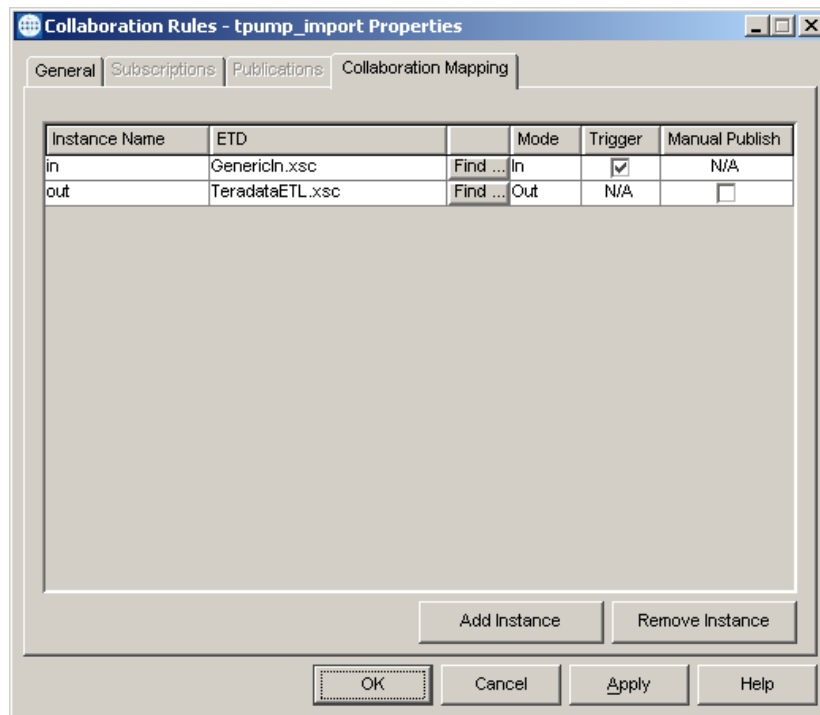 Collaboration Rules - tpump_import Properties
General Subscriptions Publications Collaboration Mapping
Instance Name ETD Mode Trigger Manual Publish
in GenericIn.xsc Find ... In N/A
out TeradataETL.xsc Find ... Out N/A
Add Instance Remove Instance
OK Cancel Apply Help